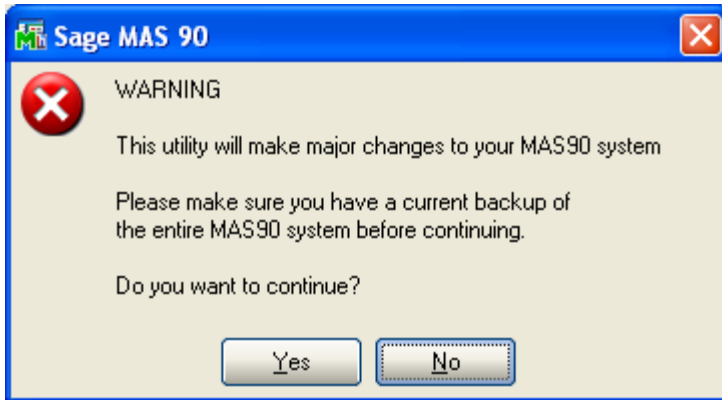 Sage MAS 90
WARNING
This utility will make major changes to your MAS90 system
Please make sure you have a current backup of
the entire MAS90 system before continuing.
Do you want to continue?
Yes No